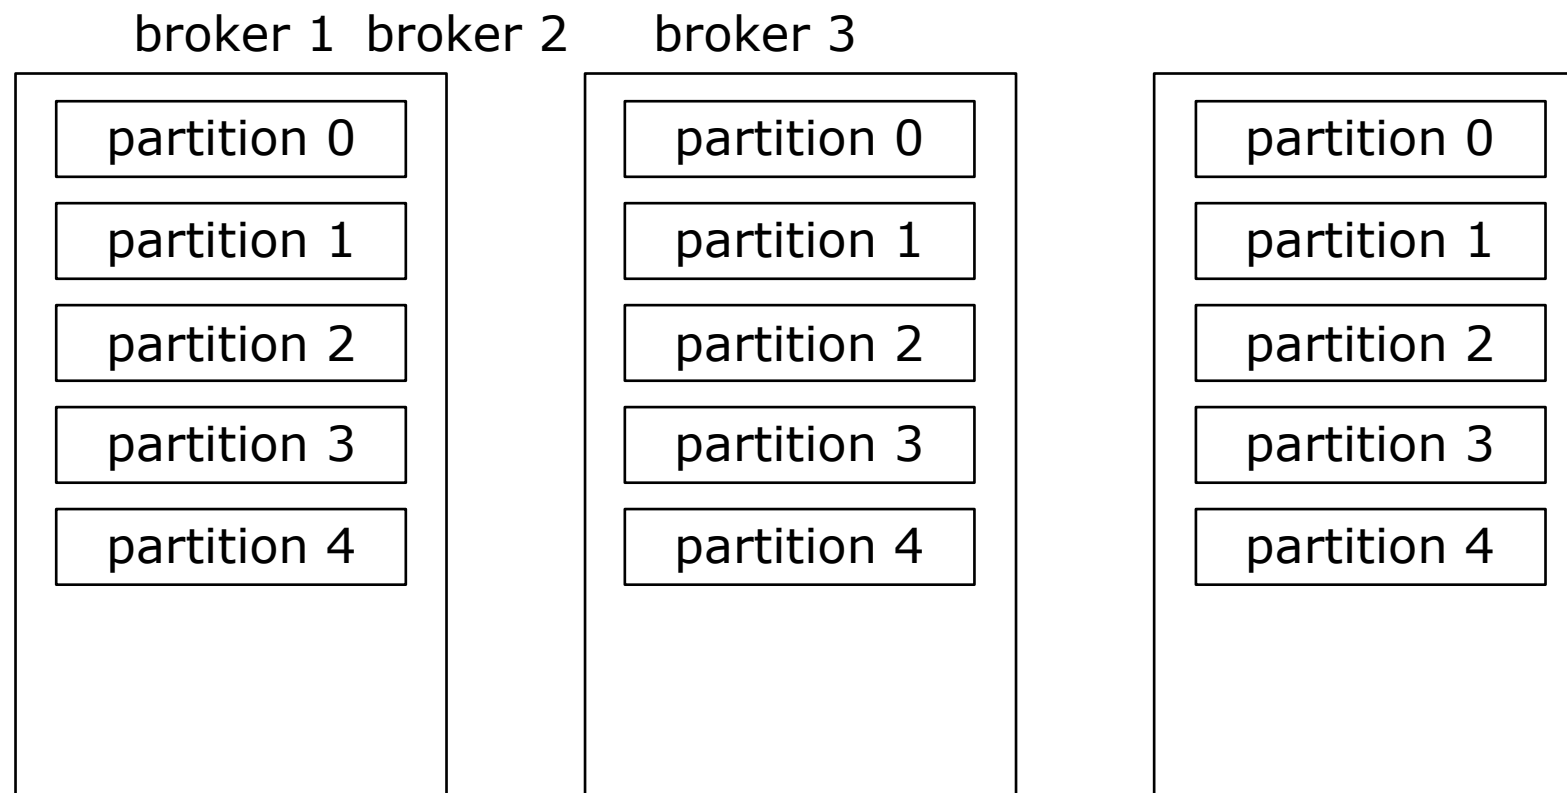 broker 1 broker 2 broker 3
partition 0 partition 0 partition 0
partition 1 partition 1 partition 1
partition 2 partition 2 partition 2
partition 3 partition 3 partition 3
partition 4 partition 4 partition 4